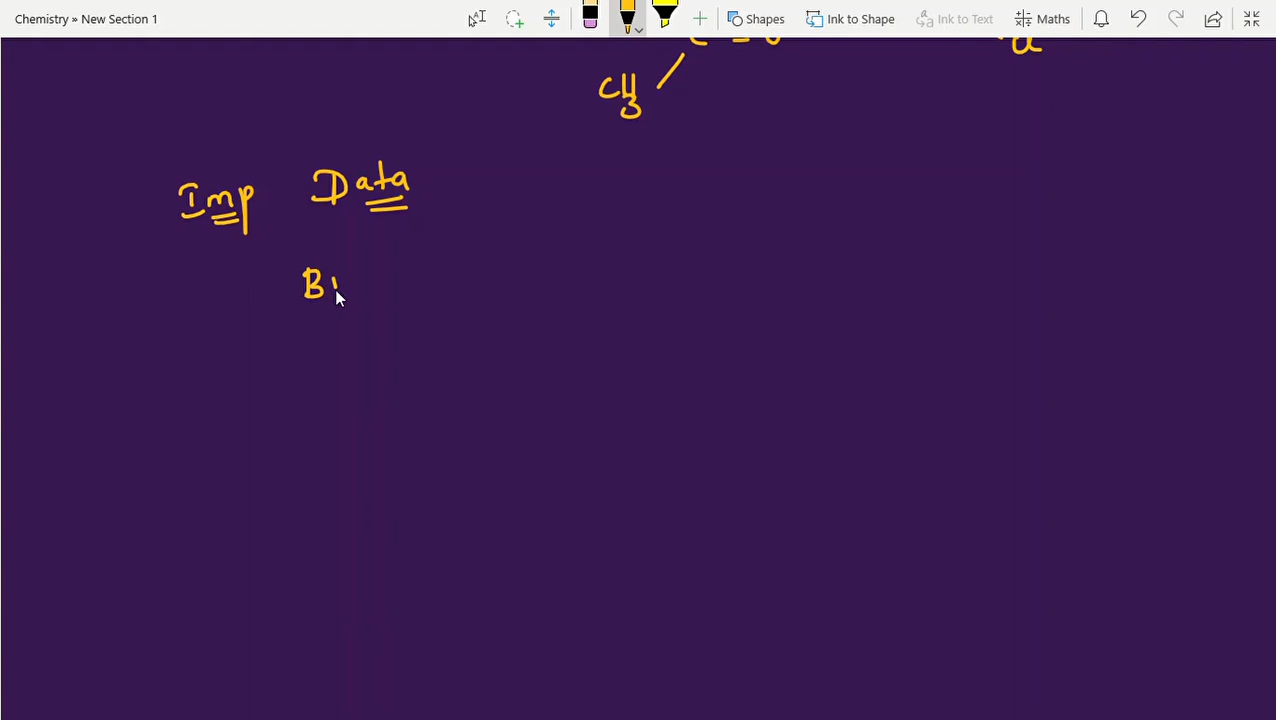 Chemistry » New Section 1
Shapes
Ink to Shape
Ink to Text
Maths
CH3
Imp Data
B